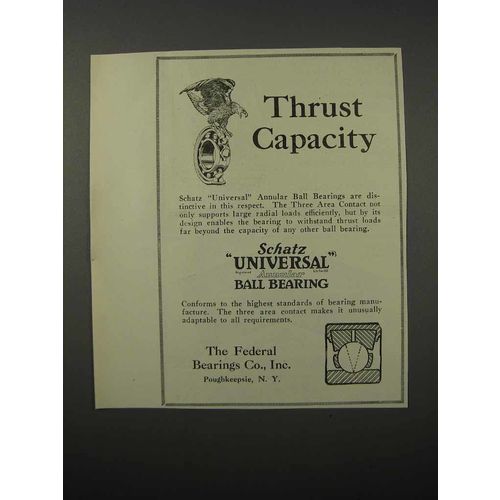 Thrust
Capacity
Schatz "Universal" Annular Ball Bearings are dis-
tinctive in this respect. The Three Area Contact not
only supports large radial loads efficiently, but by its
design enables the bearing to withstand thrust loads
far beyond the capacity of any other ball bearing.
Schatz
"UNIVERSAL"
Annular
BALL BEARING
Conforms to the highest standards of bearing manu-
facture. The three area contact makes it unusually
adaptable to all requirements.
The Federal
Bearings Co., Inc.
Poughkeepsie, N. Y.